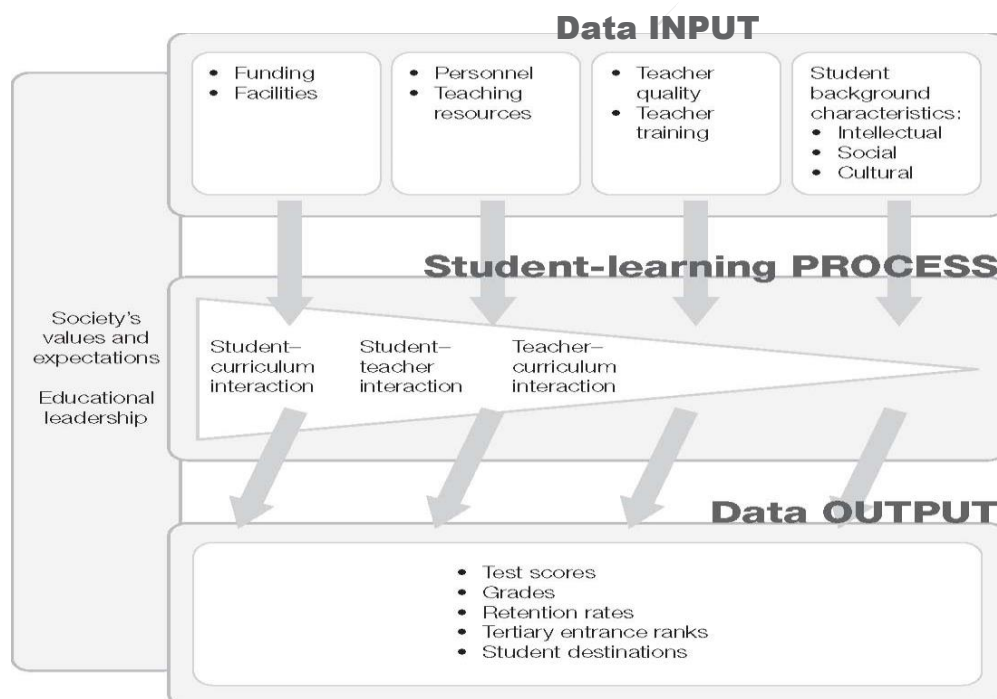 Data INPUT
• Funding
• Facilities
• Personnel
• Teaching
resources
• Teacher
quality
• Teacher
training
Student
background
characteristics:
• Intellectual
• Social
• Cultural
Student-learning PROCESS
Society's
values and
expectations
Educational
leadership
Student–
curriculum
interaction
Student–
teacher
interaction
Teacher–
curriculum
interaction
Data OUTPUT
• Test scores
• Grades
• Retention rates
• Tertiary entrance ranks
• Student destinations